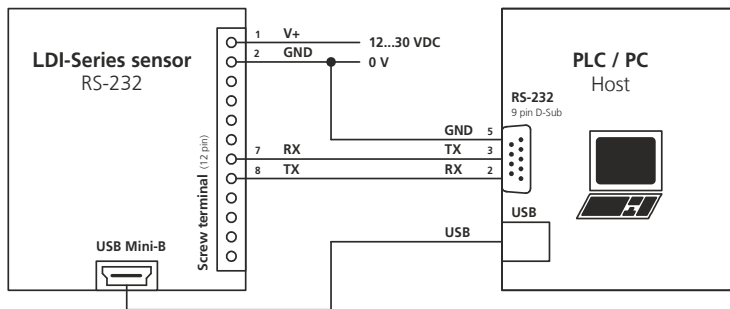 LDI-Series sensor
RS-232
1 V+ 12...30 VDC
2 GND 0 V
7 RX
8 TX
Screw terminal (12 pin)
USB Mini-B
PLC / PC
Host
RS-232
9 pin D-Sub
GND 5
TX 3
RX 2
USB
USB